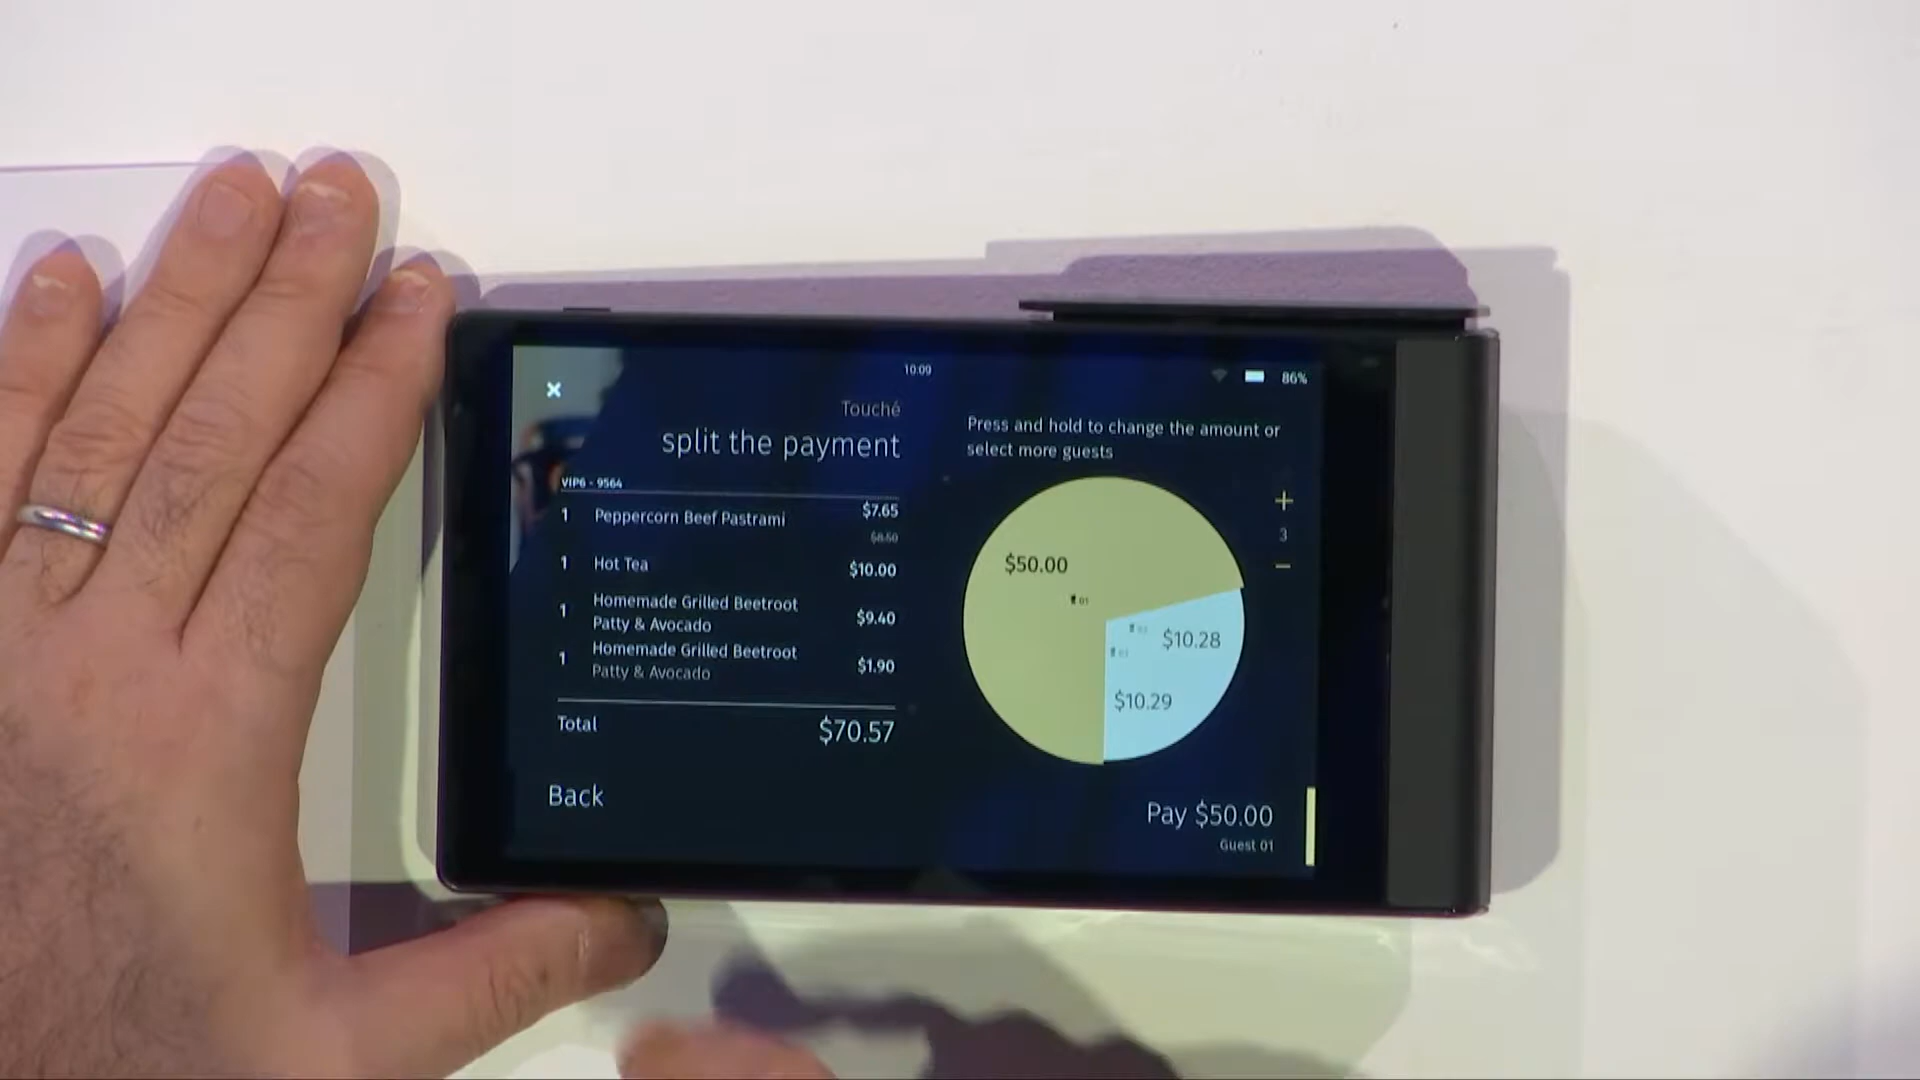 10:09
86%
Touché
split the payment
VIP6 - 9564
1 Peppercorn Beef Pastrami $7.65
$8.50
1 Hot Tea $10.00
1 Homemade Grilled Beetroot
Patty & Avocado $9.40
1 Homemade Grilled Beetroot
Patty & Avocado $1.90
Total $70.57
Back
Press and hold to change the amount or
select more guests
+
3
−
$50.00
01
$10.28
$10.29
Pay $50.00
Guest 01